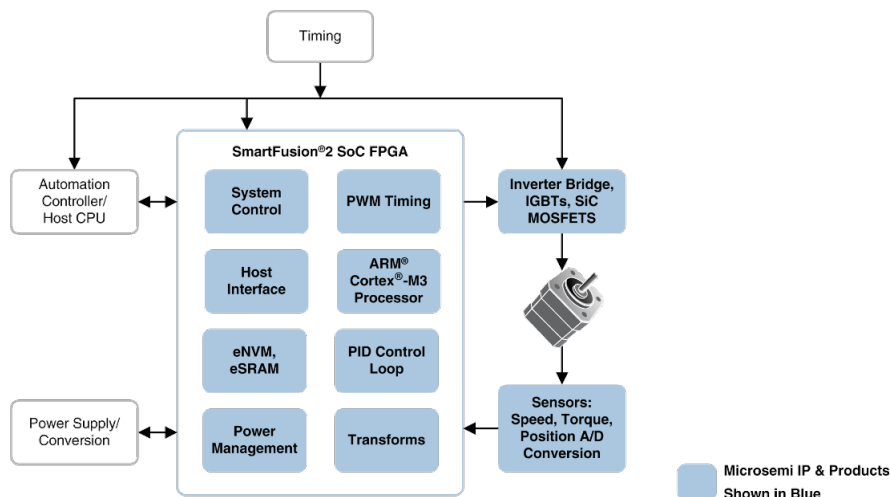 Timing
SmartFusion®2 SoC FPGA
Automation
Controller/
Host CPU
System
Control
PWM Timing
Inverter Bridge,
IGBTs, SiC
MOSFETS
Host
Interface
ARM®
Cortex®-M3
Processor
eNVM,
eSRAM
PID Control
Loop
Power Supply/
Conversion
Power
Management
Transforms
Sensors:
Speed, Torque,
Position A/D
Conversion
Microsemi IP & Products
Shown in Blue